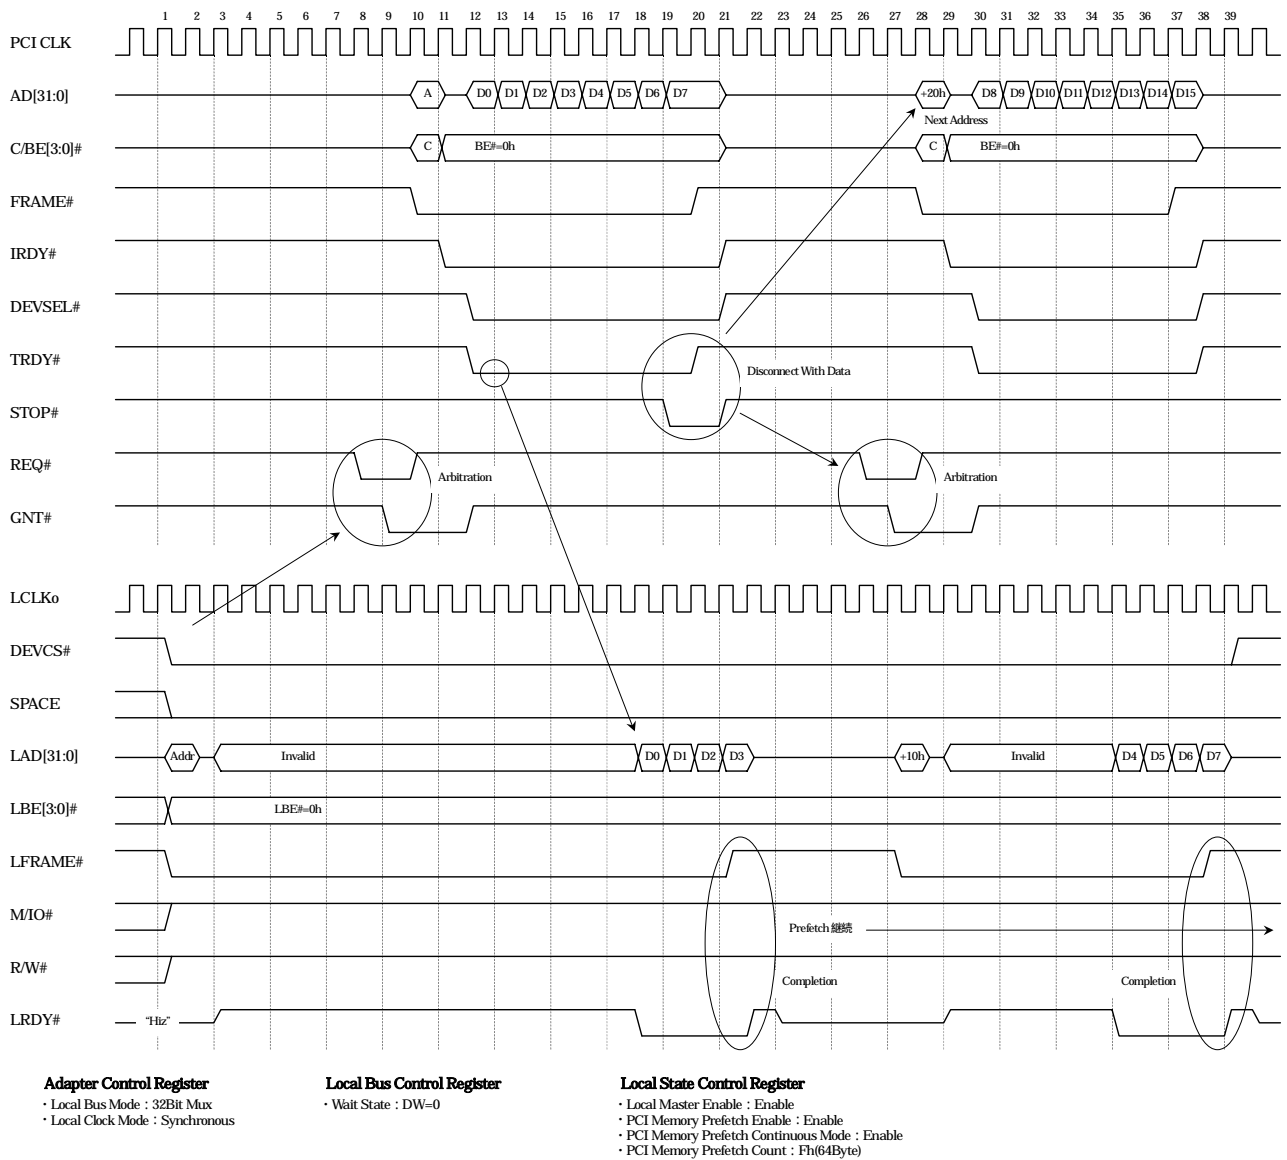 1 2 3 4 5 6 7 8 9 10 11 12 13 14 15 16 17 18 19 20 21 22 23 24 25 26 27 28 29 30 31 32 33 34 35 36 37 38 39
PCI CLK
AD[31:0] A D0 D1 D2 D3 D4 D5 D6 D7 +20h D8 D9 D10 D11 D12 D13 D14 D15
Next Address
C/BE[3:0]# C BE#=0h C BE#=0h
FRAME#
IRDY#
DEVSEL#
TRDY#
Disconnect With Data
STOP#
REQ#
Arbitration Arbitration
GNT#
LCLKo
DEVCS#
SPACE
LAD[31:0] Addr Invalid D0 D1 D2 D3 +10h Invalid D4 D5 D6 D7
LBE[3:0]# LBE#=0h
LFRAME#
M/IO#
Prefetch 継続
R/W#
Completion Completion
LRDY# "Hiz"
Adapter Control Register
・Local Bus Mode：32Bit Mux
・Local Clock Mode：Synchronous
Local Bus Control Register
・Wait State：DW=0
Local State Control Register
・Local Master Enable：Enable
・PCI Memory Prefetch Enable：Enable
・PCI Memory Prefetch Continuous Mode：Enable
・PCI Memory Prefetch Count：Fh(64Byte)